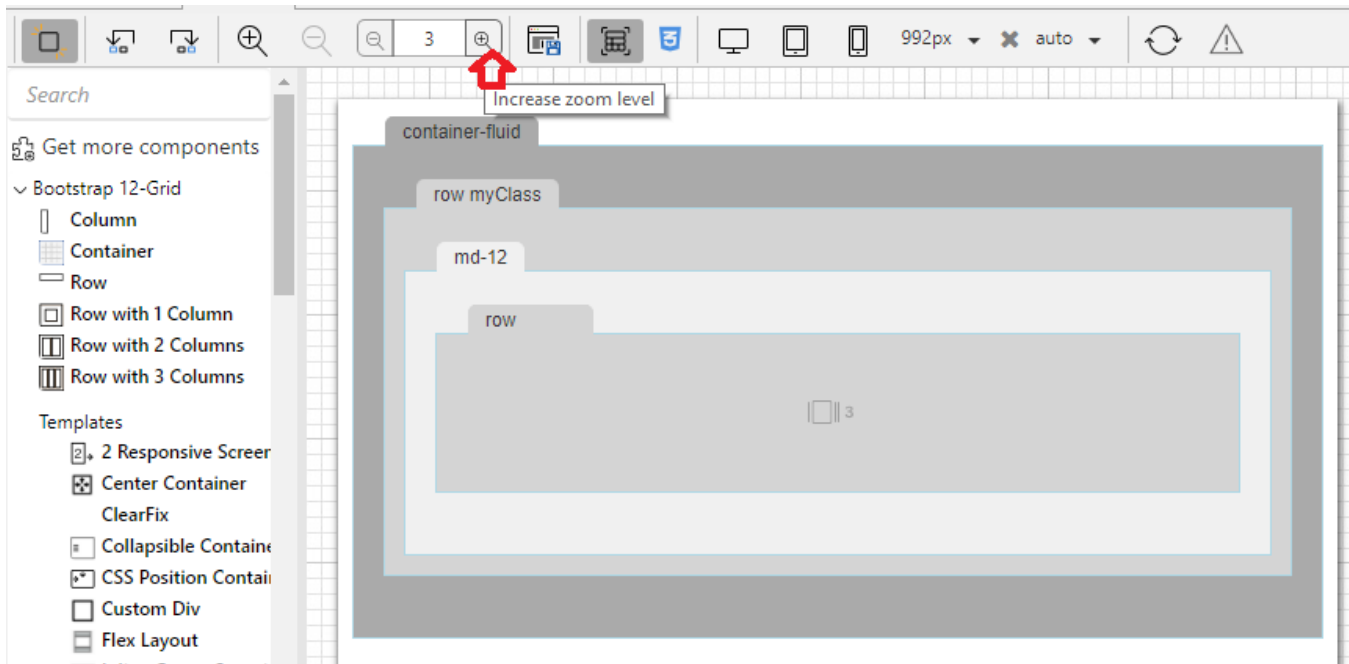 3
992px
auto
Increase zoom level
Search
Get more components
Bootstrap 12-Grid
Column
Container
Row
Row with 1 Column
Row with 2 Columns
Row with 3 Columns
Templates
2 Responsive Screen
Center Container
ClearFix
Collapsible Containe
CSS Position Contai
Custom Div
Flex Layout
container-fluid
row myClass
md-12
row
3